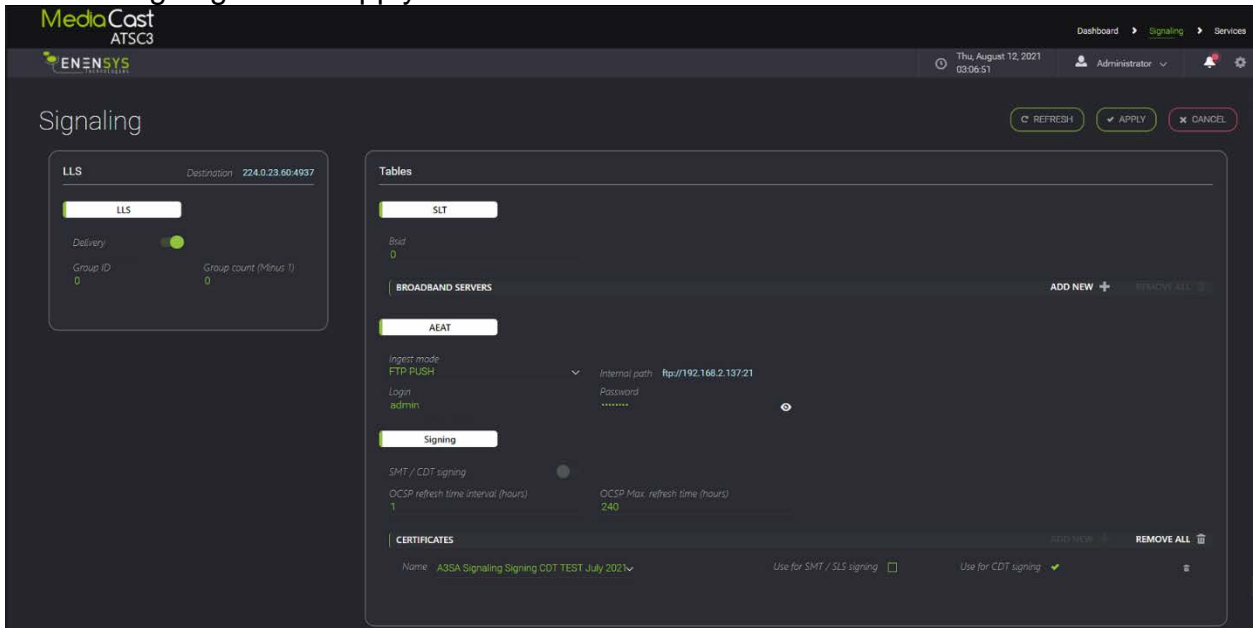 MediaCast
ATSC3
Dashboard > Signaling > Services
ENENSYS
Technologies
Thu, August 12, 2021
03:06:51
Administrator
Signaling
REFRESH
APPLY
CANCEL
LLS
Destination 224.0.23.60:4937
LLS
Delivery
Group ID
0
Group count (Minus 1)
0
Tables
SLT
Bsid
0
BROADBAND SERVERS
ADD NEW
REMOVE ALL
AEAT
Ingest mode
FTP PUSH
Internal path ftp://192.168.2.137:21
Login
admin
Password
••••••••
Signing
SMT / CDT signing
OCSP refresh time interval (hours)
1
OCSP Max. refresh time (hours)
240
CERTIFICATES
ADD NEW
REMOVE ALL
Name A3SA Signaling Signing CDT TEST July 2021
Use for SMT / SLS signing
Use for CDT signing